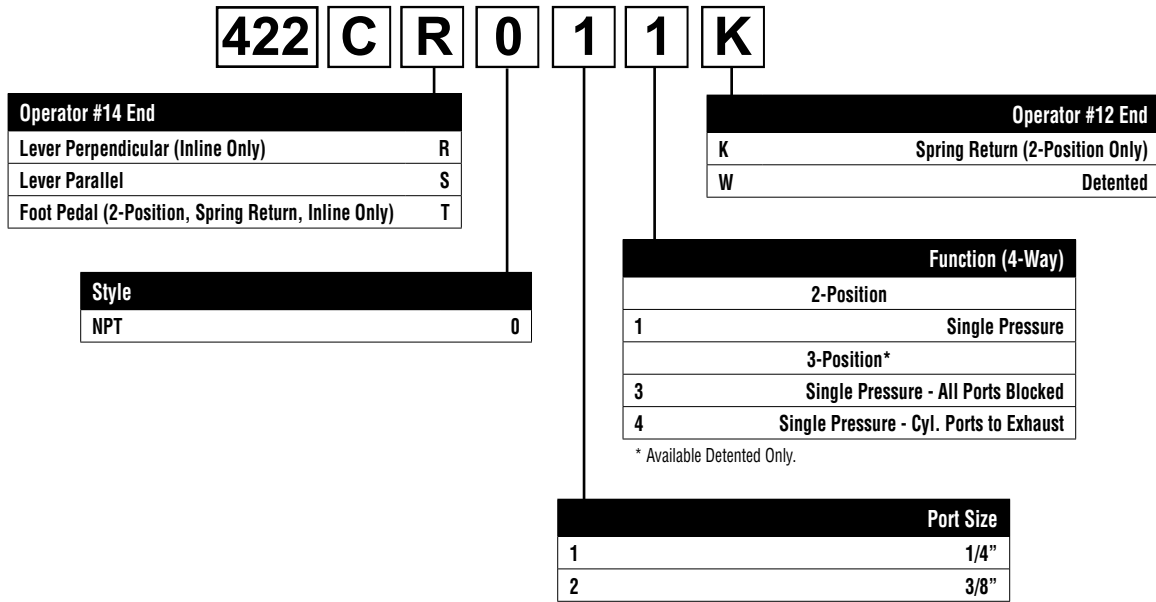 422 C R 0 1 1 K
Operator #14 End
Lever Perpendicular (Inline Only) R
Lever Parallel S
Foot Pedal (2-Position, Spring Return, Inline Only) T
Operator #12 End
K Spring Return (2-Position Only)
W Detented
Style
NPT 0
Function (4-Way)
2-Position
1 Single Pressure
3-Position*
3 Single Pressure - All Ports Blocked
4 Single Pressure - Cyl. Ports to Exhaust
* Available Detented Only.
Port Size
1 1/4”
2 3/8”